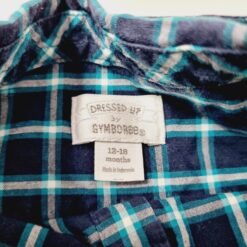 DRESSED UP
by
GYMBOREE®
12-18
months
Made in Indonesia